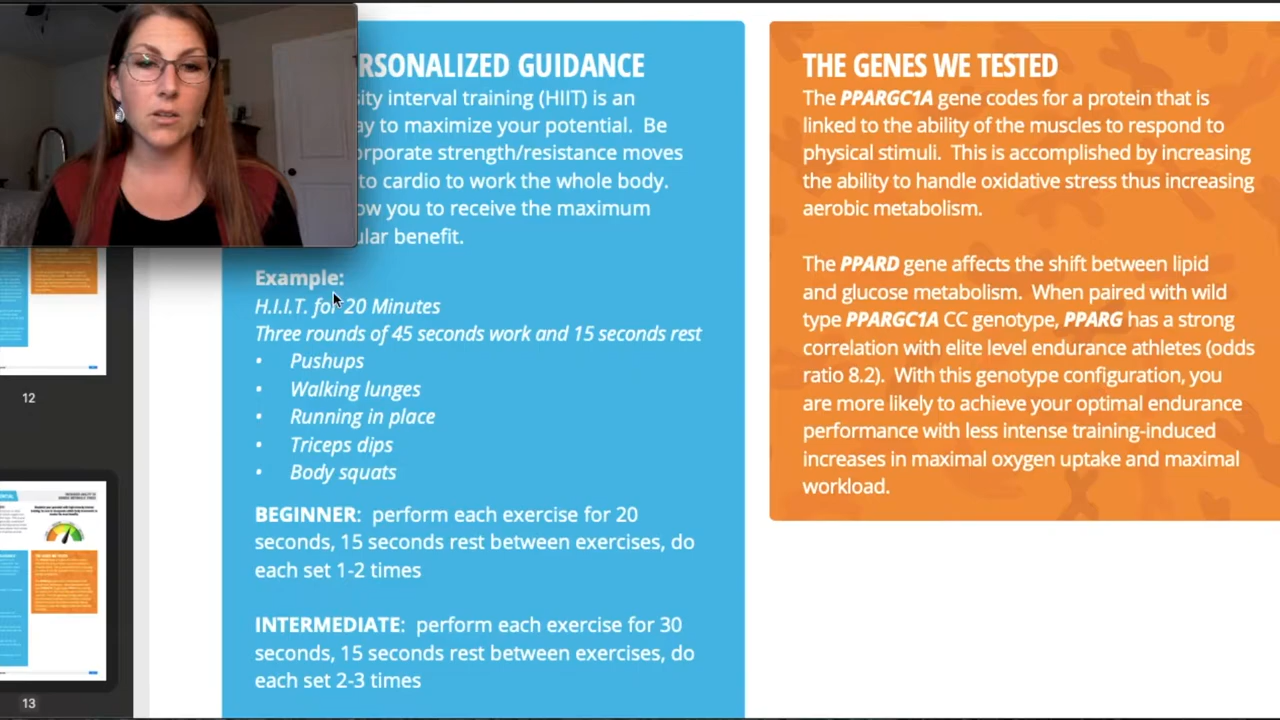 RSONALIZED GUIDANCE
sity interval training (HIIT) is an
ay to maximize your potential.  Be
orporate strength/resistance moves
to cardio to work the whole body.
ow you to receive the maximum
ular benefit.
Example:
H.I.I.T. for 20 Minutes
Three rounds of 45 seconds work and 15 seconds rest
• Pushups
• Walking lunges
• Running in place
• Triceps dips
• Body squats
BEGINNER:  perform each exercise for 20
seconds, 15 seconds rest between exercises, do
each set 1-2 times
INTERMEDIATE:  perform each exercise for 30
seconds, 15 seconds rest between exercises, do
each set 2-3 times
THE GENES WE TESTED
The PPARGC1A gene codes for a protein that is
linked to the ability of the muscles to respond to
physical stimuli.  This is accomplished by increasing
the ability to handle oxidative stress thus increasing
aerobic metabolism.
The PPARD gene affects the shift between lipid
and glucose metabolism.  When paired with wild
type PPARGC1A CC genotype, PPARG has a strong
correlation with elite level endurance athletes (odds
ratio 8.2).  With this genotype configuration, you
are more likely to achieve your optimal endurance
performance with less intense training-induced
increases in maximal oxygen uptake and maximal
workload.
12
13